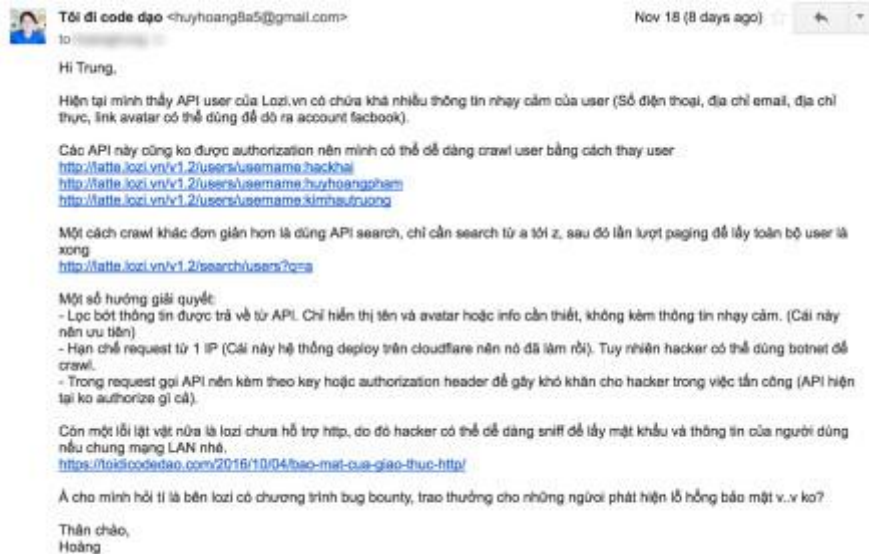 Tôi đi code dạo <huyhoang8a5@gmail.com>
Nov 18 (8 days ago)
to
Hi Trung,
Hiện tại mình thấy API user của Lozi.vn có chứa khá nhiều thông tin nhạy cảm của user (Số điện thoại, địa chỉ email, địa chỉ
thực, link avatar có thể dùng để dò ra account facbook).
Các API này cũng ko được authorization nên mình có thể dễ dàng crawl user bằng cách thay user
http://latte.lozi.vn/v1.2/users/username:hackhai
http://latte.lozi.vn/v1.2/users/username:huyhoangpham
http://latte.lozi.vn/v1.2/users/username:kimhautruong
Một cách crawl khác đơn giản hơn là dùng API search, chỉ cần search từ a tới z, sau đó lần lượt paging để lấy toàn bộ user là
xong
http://latte.lozi.vn/v1.2/search/users?q=a
Một số hướng giải quyết:
- Lọc bớt thông tin được trả về từ API. Chỉ hiển thị tên và avatar hoặc info cần thiết, không kèm thông tin nhạy cảm. (Cái này
nên ưu tiên)
- Hạn chế request từ 1 IP (Cái này hệ thống deploy trên cloudflare nên nó đã làm rồi). Tuy nhiên hacker có thể dùng botnet để
crawl.
- Trong request gọi API nên kèm theo key hoặc authorization header để gây khó khăn cho hacker trong việc tấn công (API hiện
tại ko authorize gì cả).
Còn một lỗi lặt vặt nữa là lozi chưa hỗ trợ http, do đó hacker có thể dễ dàng sniff để lấy mật khẩu và thông tin của người dùng
nếu chung mạng LAN nhé.
https://toidicodedao.com/2016/10/04/bao-mat-cua-giao-thuc-http/
À cho mình hỏi tí là bên lozi có chương trình bug bounty, trao thưởng cho những ngừoi phát hiện lỗ hổng bảo mật v..v ko?
Thân chào,
Hoàng